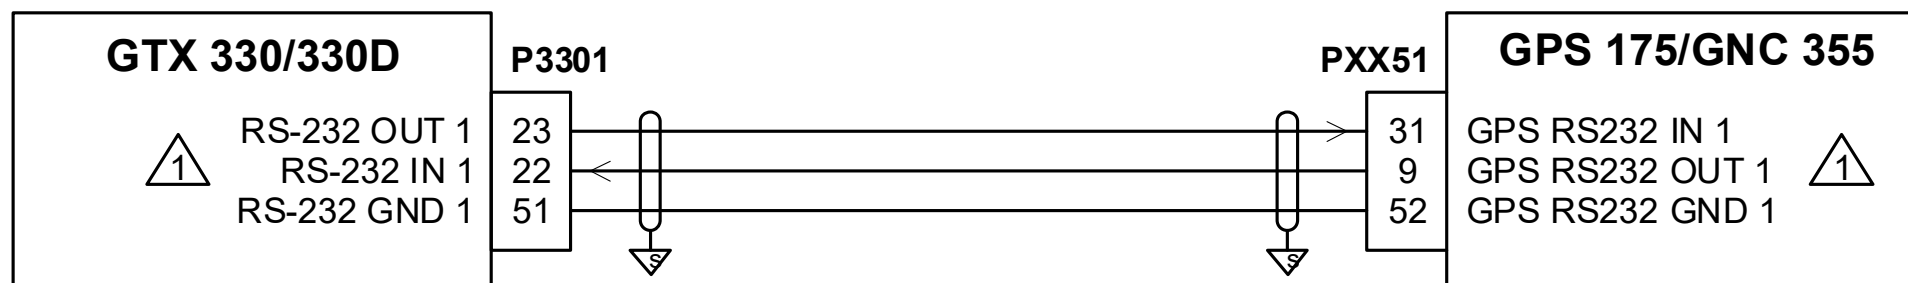 GTX 330/330D P3301 PXX51 GPS 175/GNC 355
RS-232 OUT 1 23 31 GPS RS232 IN 1
1 RS-232 IN 1 22 9 GPS RS232 OUT 1 1
RS-232 GND 1 51 52 GPS RS232 GND 1
S S